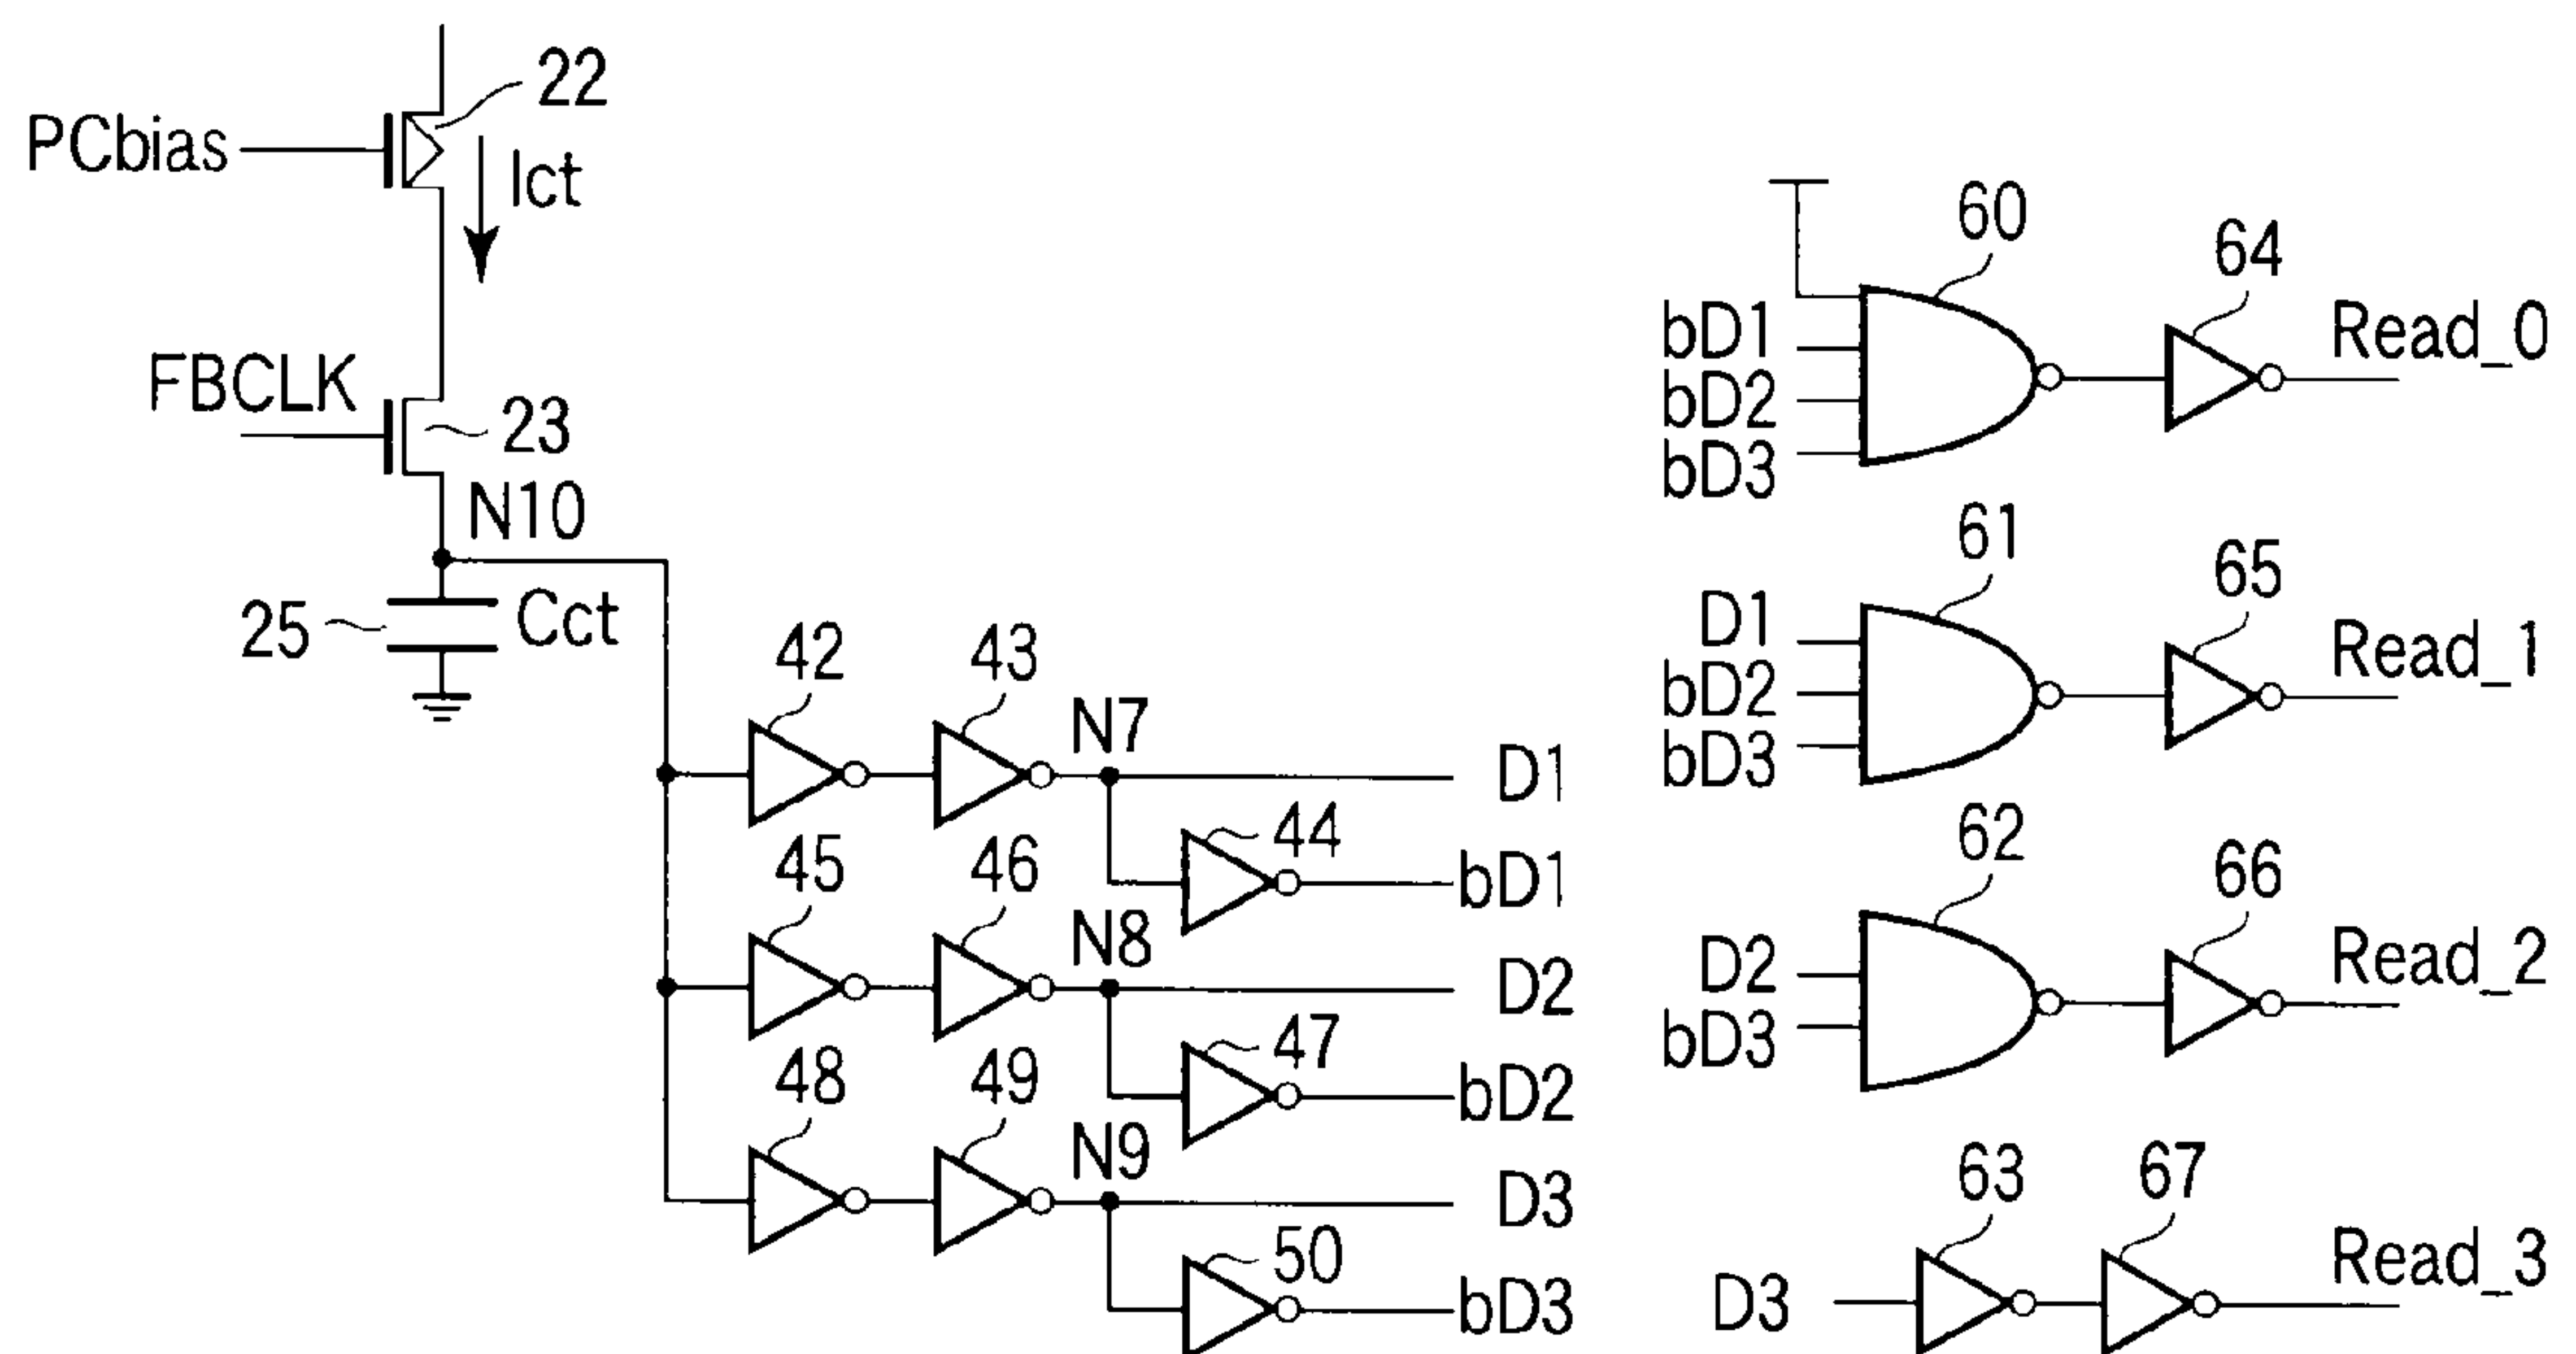 22
PCbias
Ict
FBCLK
23
N10
25
Cct
42
43
N7
D1
44
bD1
45
46
N8
D2
47
bD2
48
49
N9
D3
50
bD3
60
64
bD1
bD2
bD3
Read_0
61
65
D1
bD2
bD3
Read_1
62
66
D2
bD3
Read_2
63
67
D3
Read_3